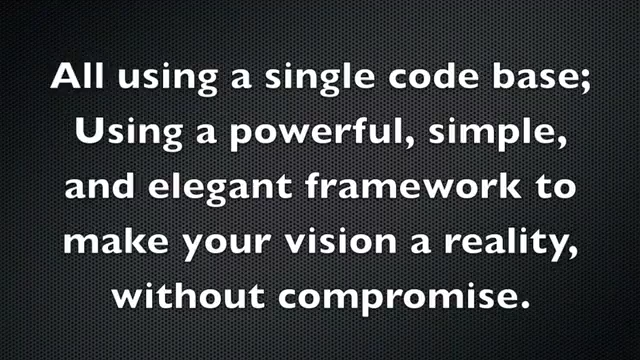 All using a single code base;
Using a powerful, simple,
and elegant framework to
make your vision a reality,
without compromise.